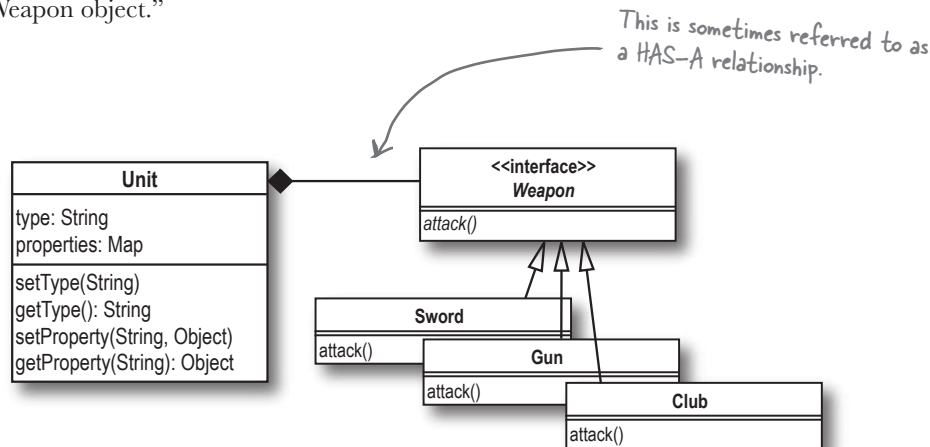 Weapon object.”
This is sometimes referred to as
a HAS-A relationship.
Unit
type: String
properties: Map
setType(String)
getType(): String
setProperty(String, Object)
getProperty(String): Object
<<interface>>
Weapon
attack()
Sword
attack()
Gun
attack()
Club
attack()